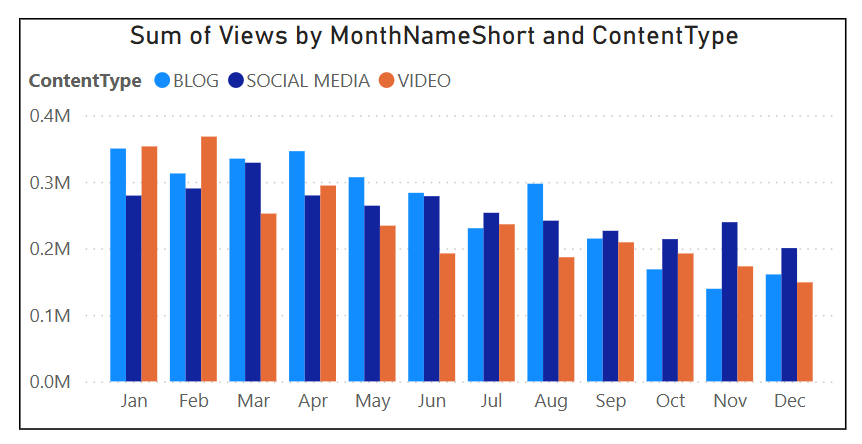 Sum of Views by MonthNameShort and ContentType
ContentType BLOG SOCIAL MEDIA VIDEO
0.4M
0.3M
0.2M
0.1M
0.0M
Jan Feb Mar Apr May Jun Jul Aug Sep Oct Nov Dec